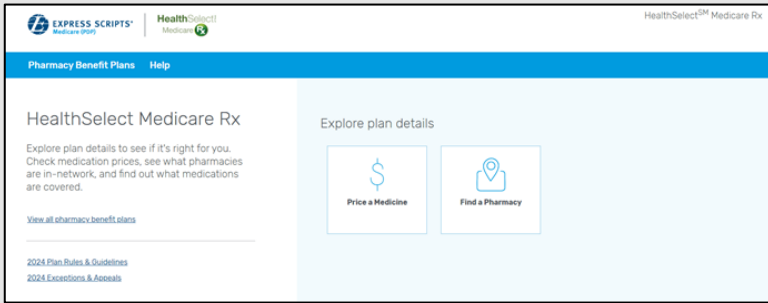 EXPRESS SCRIPTS®
Medicare (PDP)
HealthSelect
Medicare Rx
HealthSelect℠ Medicare Rx
Pharmacy Benefit Plans Help
HealthSelect Medicare Rx
Explore plan details to see if it's right for you.
Check medication prices, see what pharmacies
are in-network, and find out what medications
are covered.
View all pharmacy benefit plans
2024 Plan Rules & Guidelines
2024 Exceptions & Appeals
Explore plan details
Price a Medicine
Find a Pharmacy